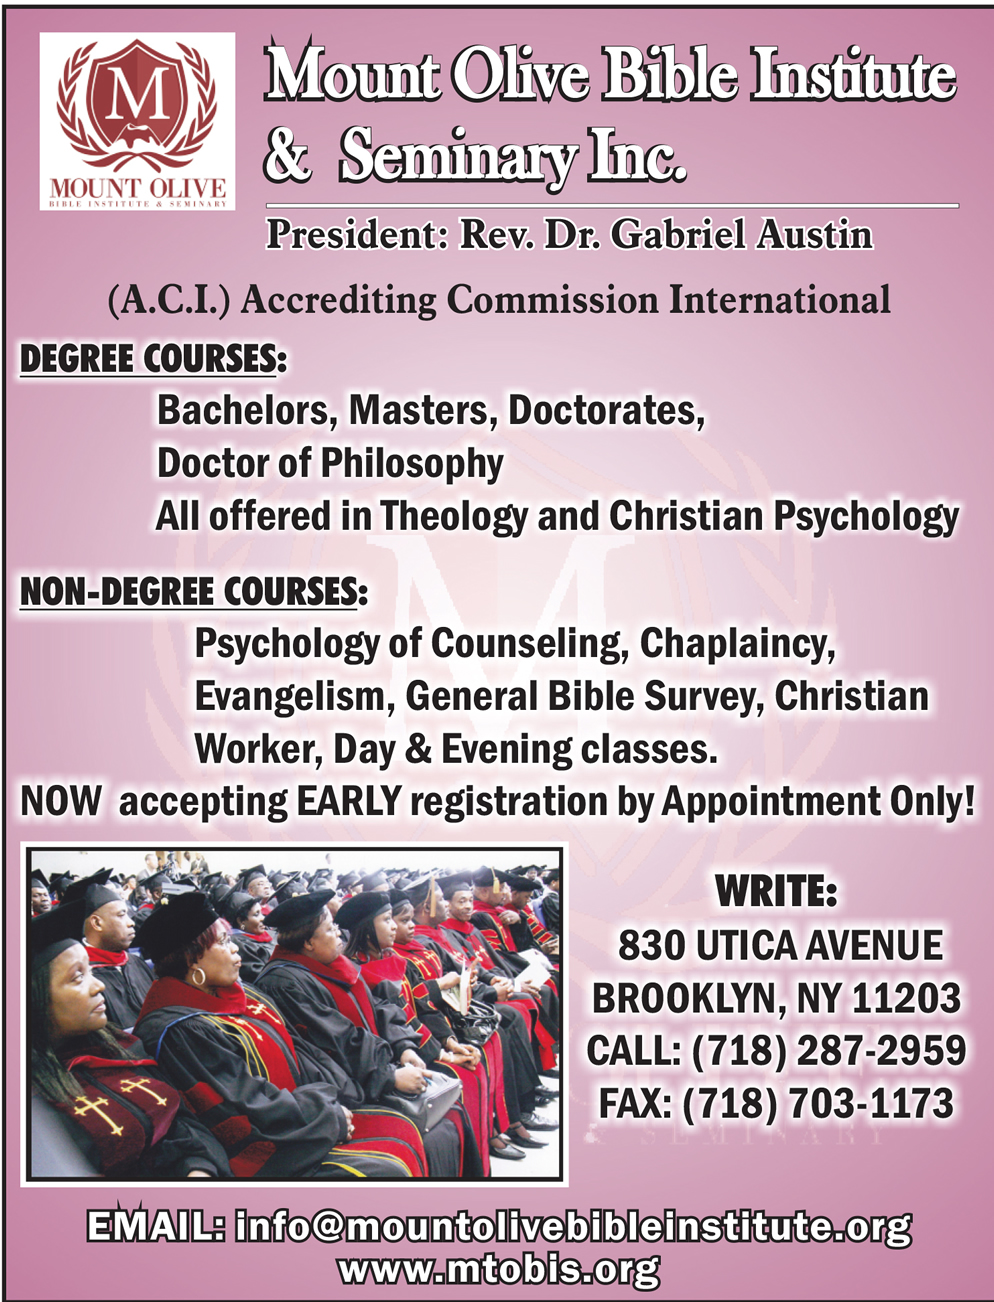 M
MOUNT OLIVE
BIBLE INSTITUTE & SEMINARY
Mount Olive Bible Institute
& Seminary Inc.
President: Rev. Dr. Gabriel Austin
(A.C.I.) Accrediting Commission International
DEGREE COURSES:
Bachelors, Masters, Doctorates,
Doctor of Philosophy
All offered in Theology and Christian Psychology
NON-DEGREE COURSES:
Psychology of Counseling, Chaplaincy,
Evangelism, General Bible Survey, Christian
Worker, Day & Evening classes.
NOW accepting EARLY registration by Appointment Only!
WRITE:
830 UTICA AVENUE
BROOKLYN, NY 11203
CALL: (718) 287-2959
FAX: (718) 703-1173
EMAIL: info@mountolivebibleinstitute.org
www.mtobis.org